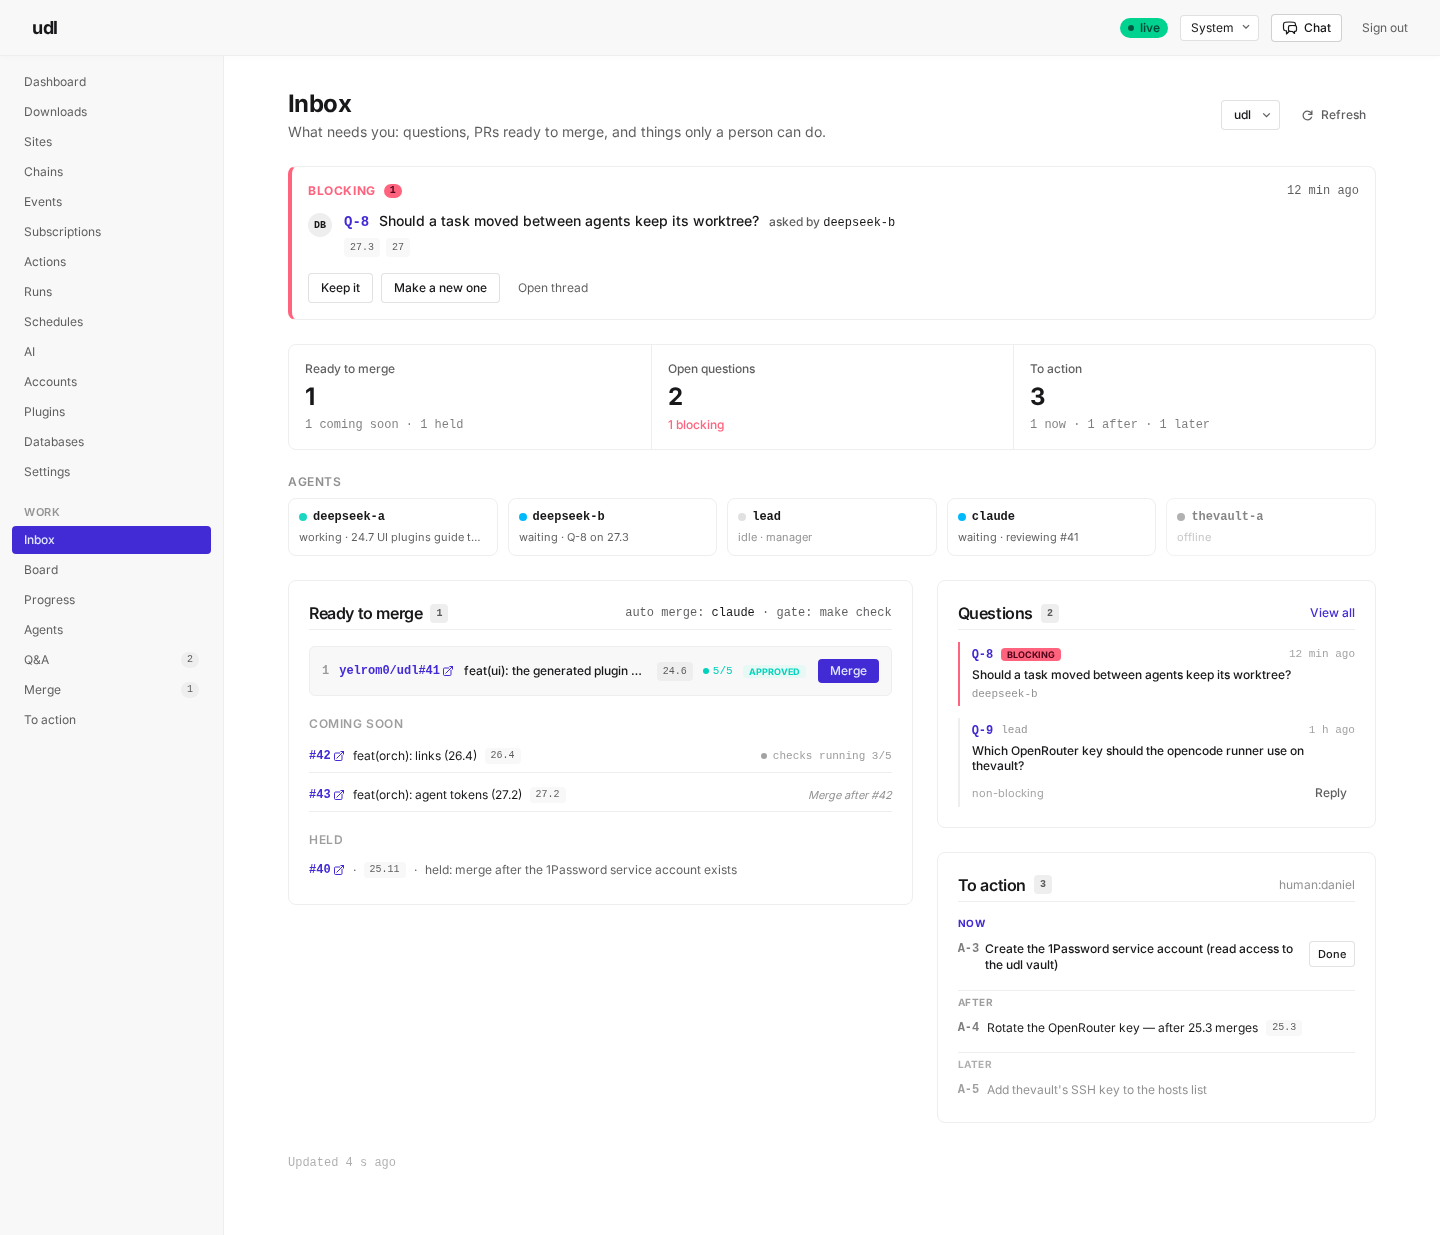 udl
live
System
Chat
Sign out
Dashboard
Downloads
Sites
Chains
Events
Subscriptions
Actions
Runs
Schedules
AI
Accounts
Plugins
Databases
Settings
WORK
Inbox
Board
Progress
Agents
Q&A 2
Merge 1
To action
Inbox
What needs you: questions, PRs ready to merge, and things only a person can do.
udl
Refresh
BLOCKING 1
12 min ago
DB
Q-8 Should a task moved between agents keep its worktree? asked by deepseek-b
27.3 27
Keep it
Make a new one
Open thread
Ready to merge
1
1 coming soon · 1 held
Open questions
2
1 blocking
To action
3
1 now · 1 after · 1 later
AGENTS
deepseek-a
working · 24.7 UI plugins guide t...
deepseek-b
waiting · Q-8 on 27.3
lead
idle · manager
claude
waiting · reviewing #41
thevault-a
offline
Ready to merge 1
auto merge: claude · gate: make check
1 yelrom0/udl#41 feat(ui): the generated plugin ... 24.6 5/5 APPROVED Merge
COMING SOON
#42 feat(orch): links (26.4) 26.4 checks running 3/5
#43 feat(orch): agent tokens (27.2) 27.2 Merge after #42
HELD
#40 · 25.11 · held: merge after the 1Password service account exists
Questions 2
View all
Q-8 BLOCKING 12 min ago
Should a task moved between agents keep its worktree?
deepseek-b
Q-9 lead 1 h ago
Which OpenRouter key should the opencode runner use on
thevault?
non-blocking
Reply
To action 3
human:daniel
NOW
A-3 Create the 1Password service account (read access to
the udl vault)
Done
AFTER
A-4 Rotate the OpenRouter key — after 25.3 merges 25.3
LATER
A-5 Add thevault's SSH key to the hosts list
Updated 4 s ago